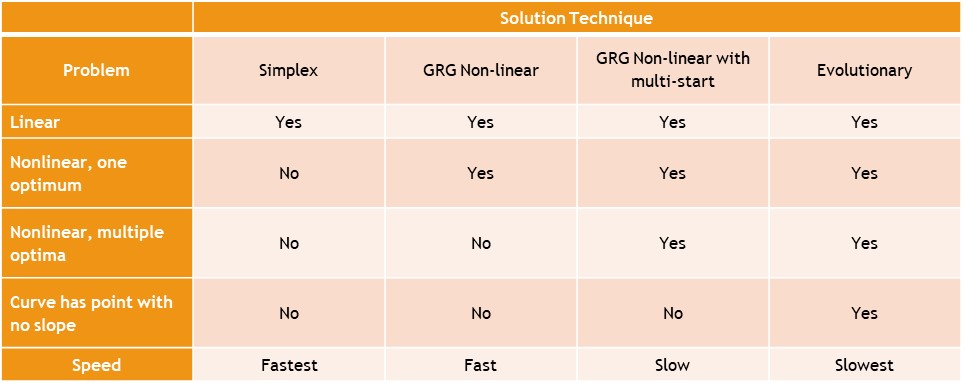 Solution Technique
Problem Simplex GRG Non-linear GRG Non-linear with
multi-start Evolutionary
Linear Yes Yes Yes Yes
Nonlinear, one
optimum No Yes Yes Yes
Nonlinear, multiple
optima No No Yes Yes
Curve has point with
no slope No No No Yes
Speed Fastest Fast Slow Slowest